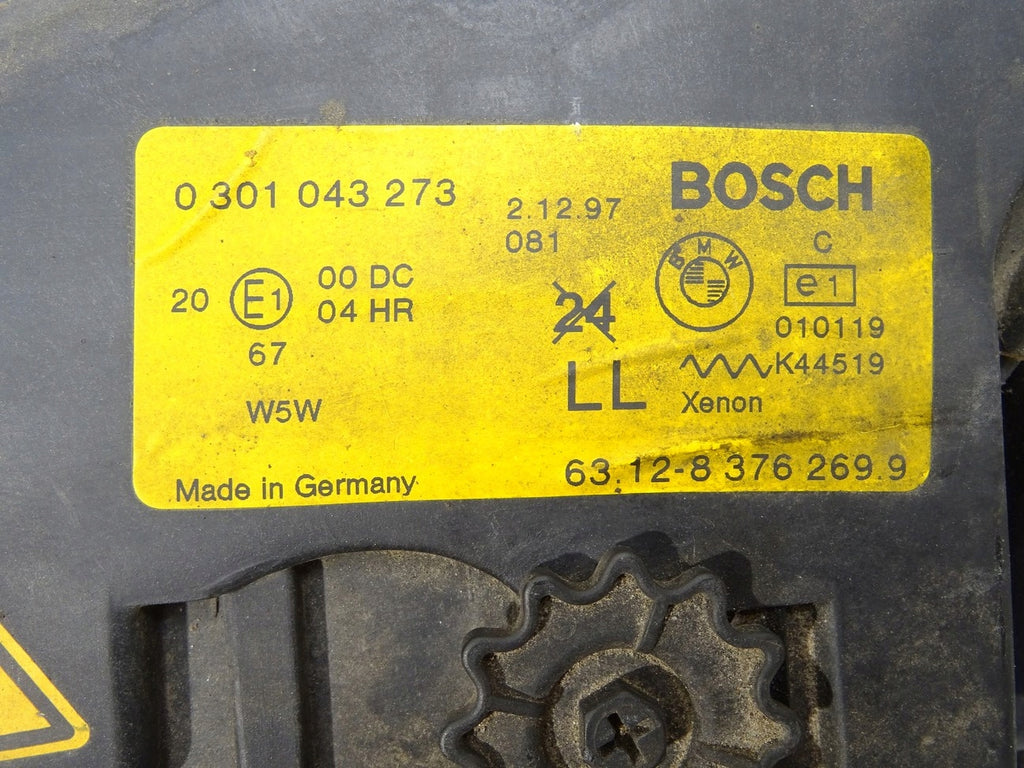 0 301 043 273
2.12.97
081
BOSCH
BMW
C
e1
010119
K44519
Xenon
20 E1 00 DC
04 HR
67
24
LL
W5W
Made in Germany
63.12-8 376 269.9